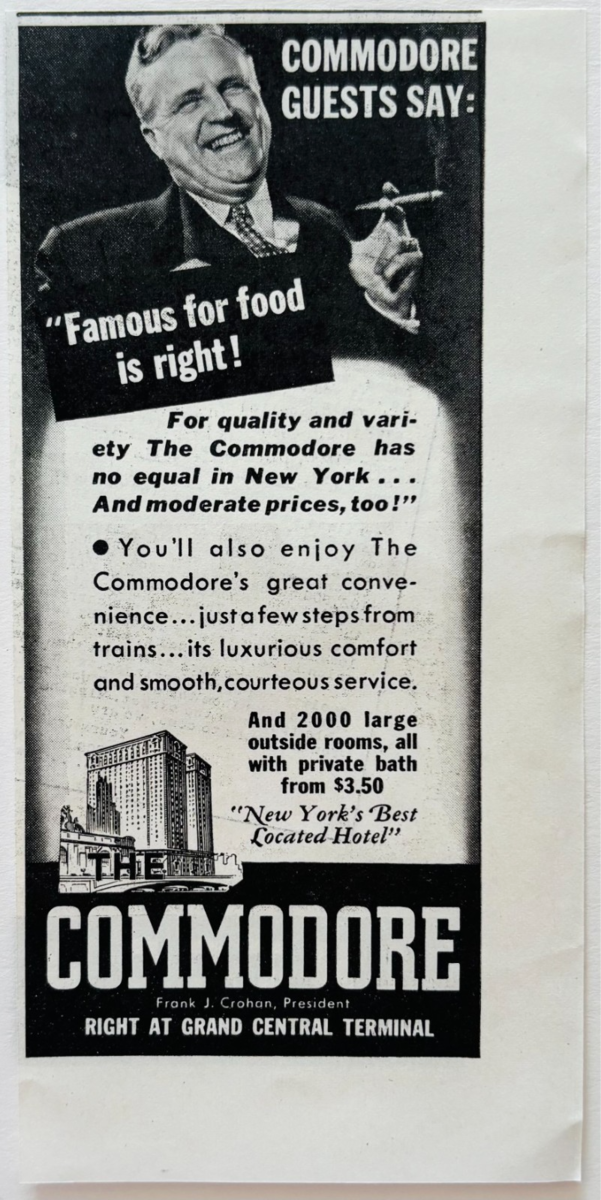 COMMODORE
GUESTS SAY:
"Famous for food
is right!
For quality and vari-
ety The Commodore has
no equal in New York...
And moderate prices, too!"
● You'll also enjoy The
Commodore's great conve-
nience...just a few steps from
trains...its luxurious comfort
and smooth, courteous service.
And 2000 large
outside rooms, all
with private bath
from $3.50
"New York's Best
Located Hotel"
THE
COMMODORE
Frank J. Crohan, President
RIGHT AT GRAND CENTRAL TERMINAL